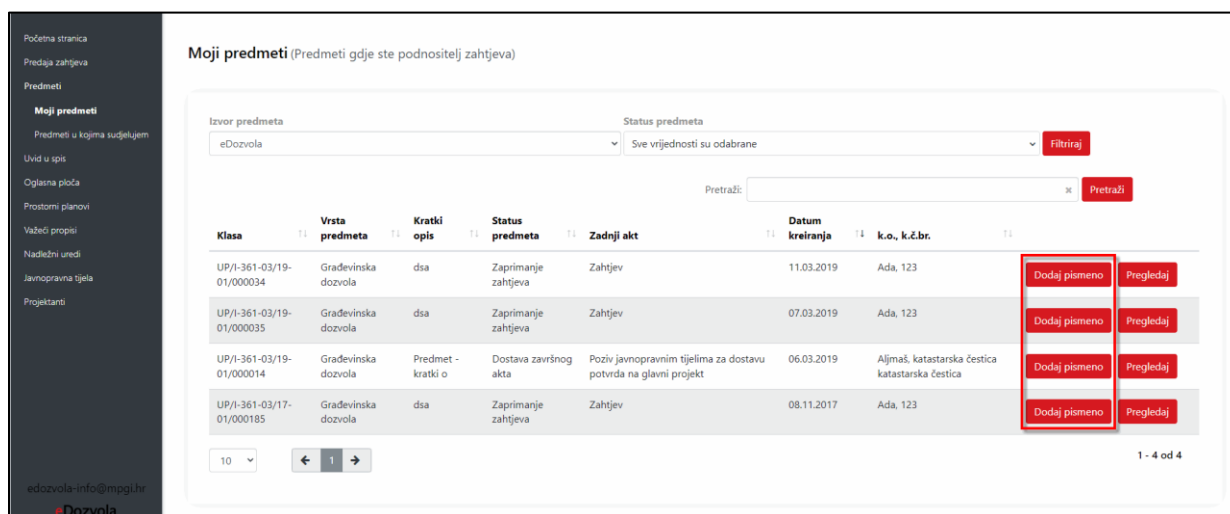 Početna stranica
Predaja zahtjeva
Predmeti
Moji predmeti
Predmeti u kojima sudjelujem
Uvid u spis
Oglasna ploča
Prostorni planovi
Važeći propisi
Nadležni uredi
Javnopravna tijela
Projektanti
edozvola-info@mpgi.hr
eDozvola
Moji predmeti (Predmeti gdje ste podnositelj zahtjeva)
Izvor predmeta Status predmeta
eDozvola Sve vrijednosti su odabrane Filtriraj
Pretraži: Pretraži
Vrsta Kratki Status Datum
Klasa predmeta opis predmeta Zadnji akt kreiranja k.o., k.č.br.
UP/I-361-03/19- Građevinska dsa Zaprimanje Zahtjev 11.03.2019 Ada, 123
01/000034 dozvola zahtjeva Dodaj pismeno Pregledaj
UP/I-361-03/19- Građevinska dsa Zaprimanje Zahtjev 07.03.2019 Ada, 123
01/000035 dozvola zahtjeva Dodaj pismeno Pregledaj
UP/I-361-03/19- Građevinska Predmet - Dostava završnog Poziv javnopravnim tijelima za dostavu 06.03.2019 Aljmaš, katastarska čestica
01/000014 dozvola kratki o akta potvrda na glavni projekt katastarska čestica Dodaj pismeno Pregledaj
UP/I-361-03/17- Građevinska dsa Zaprimanje Zahtjev 08.11.2017 Ada, 123
01/000185 dozvola zahtjeva Dodaj pismeno Pregledaj
10 1 1 - 4 od 4